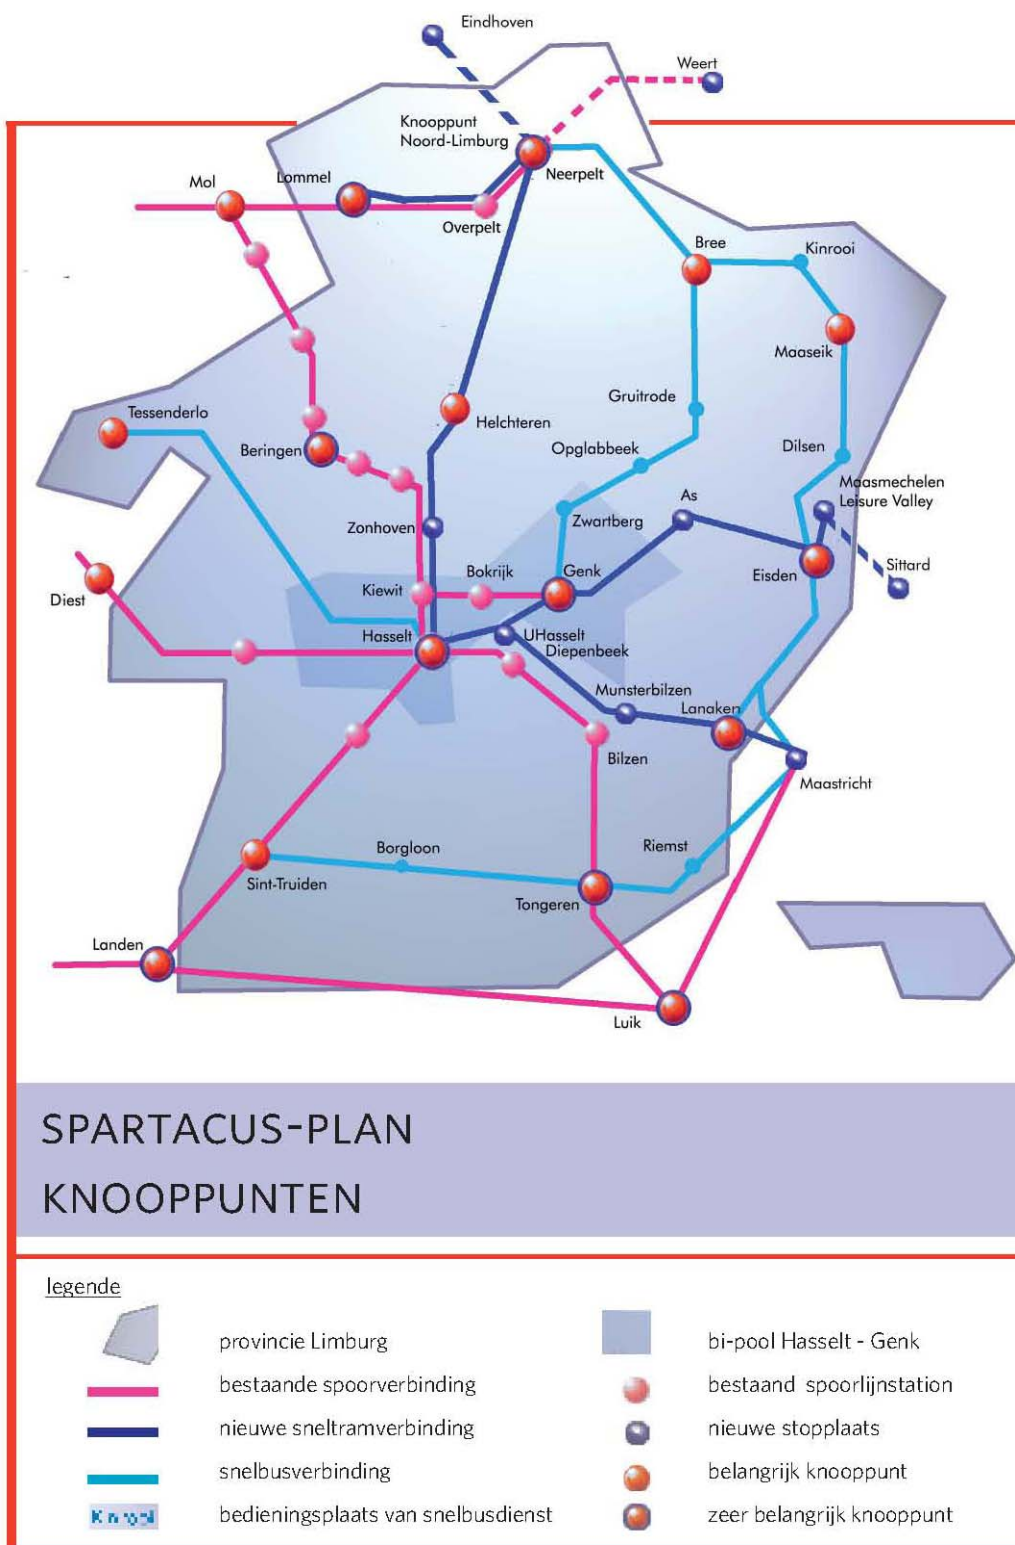 Eindhoven
Weert
Knooppunt
Noord-Limburg
Neerpelt
Mol
Lommel
Overpelt
Bree
Kinrooi
Maaseik
Tessenderlo
Helchteren
Gruitrode
Beringen
Opglabbeek
Dilsen
Maasmechelen
Leisure Valley
Zonhoven
Zwartberg
As
Sittard
Diest
Kiewit
Bokrijk
Genk
Eisden
Hasselt
UHasselt
Diepenbeek
Munsterbilzen
Lanaken
Bilzen
Maastricht
Borgloon
Riemst
Sint-Truiden
Tongeren
Landen
Luik
SPARTACUS-PLAN
KNOOPPUNTEN
legende
provincie Limburg
bestaande spoorverbinding
nieuwe sneltramverbinding
snelbusverbinding
Kinrooi
bedieningsplaats van snelbusdienst
bi-pool Hasselt - Genk
bestaand spoorlijnstation
nieuwe stopplaats
belangrijk knooppunt
zeer belangrijk knooppunt